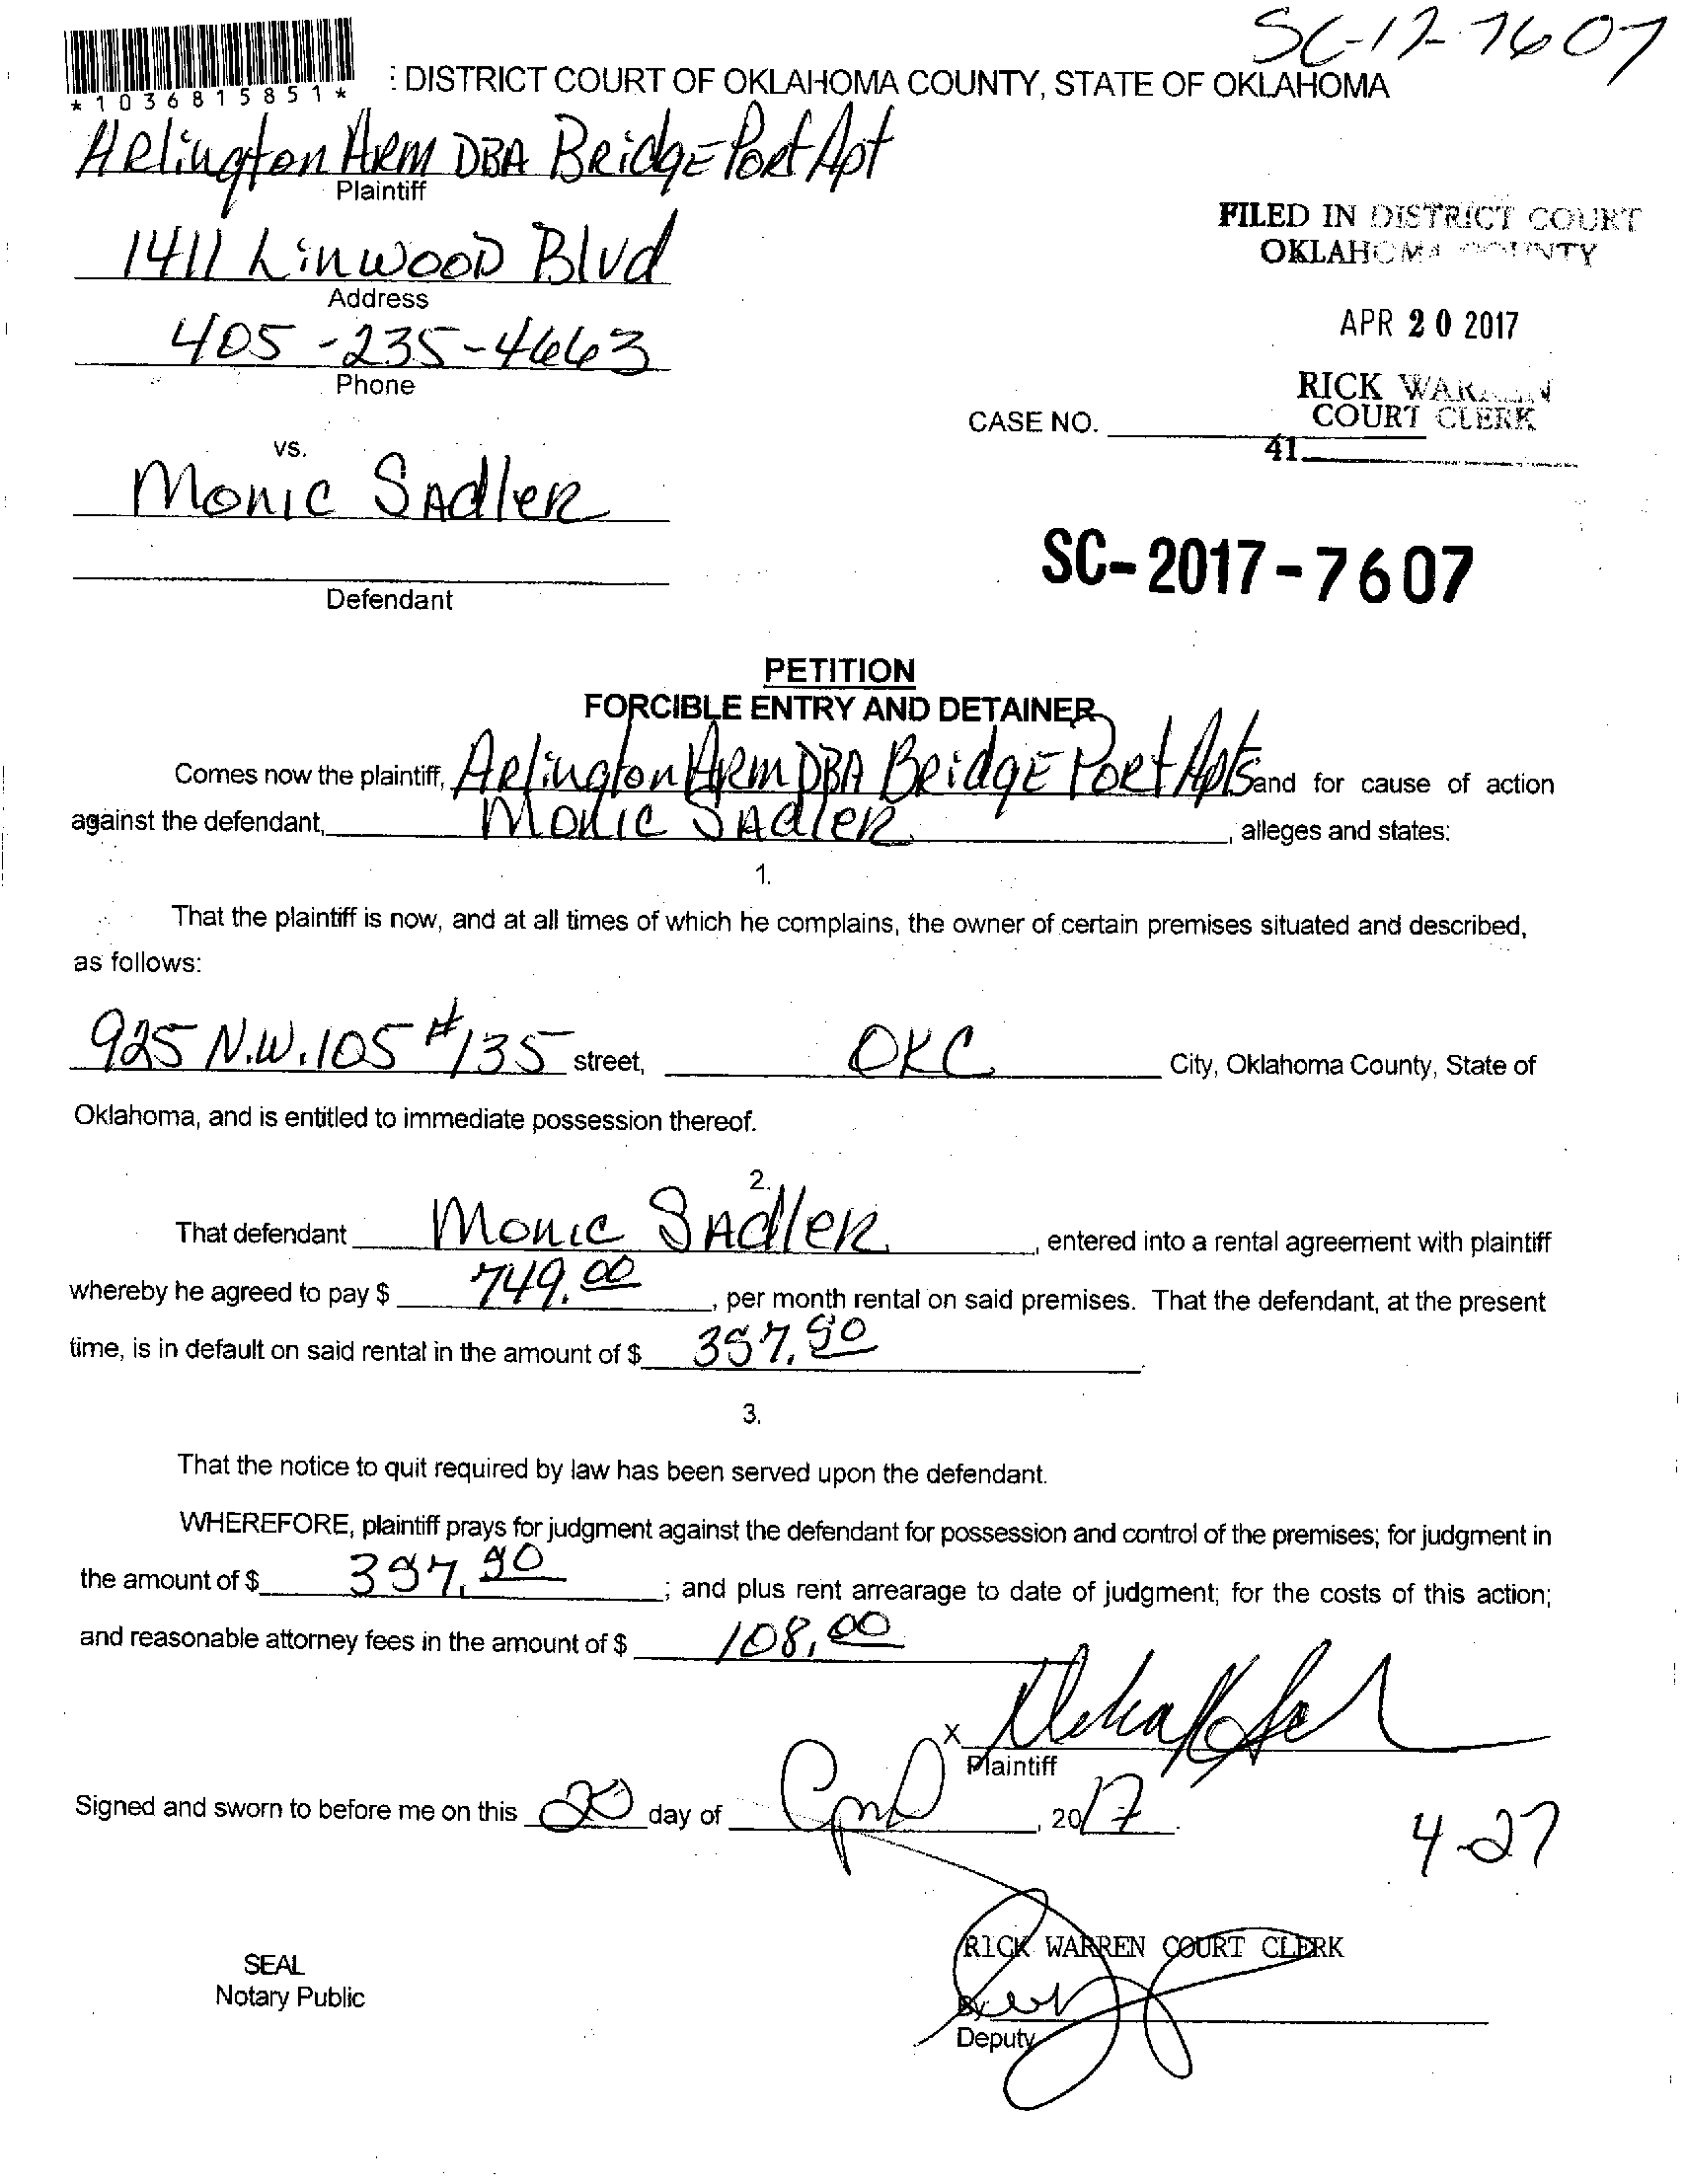 SC-17-7607
*1036815851*
: DISTRICT COURT OF OKLAHOMA COUNTY, STATE OF OKLAHOMA
Arlington Arm DBA Bridge Port Apt
Plaintiff
FILED IN DISTRICT COURT
OKLAHOMA COUNTY
1411 Linwood Blvd
Address
APR 20 2017
405-235-4663
Phone
RICK WARREN
COURT CLERK
CASE NO.
41
vs.
Monic Sadler
SC-2017-7607
Defendant
PETITION
FORCIBLE ENTRY AND DETAINER
Comes now the plaintiff, Arlington Arm DBA Bridge Port Apts and for cause of action
against the defendant, Monic Sadler, alleges and states:
1.
That the plaintiff is now, and at all times of which he complains, the owner of certain premises situated and described,
as follows:
925 N.W. 105 #135 street, OKC City, Oklahoma County, State of
Oklahoma, and is entitled to immediate possession thereof.
2.
That defendant Monic Sadler, entered into a rental agreement with plaintiff
whereby he agreed to pay $ 749.00, per month rental on said premises. That the defendant, at the present
time, is in default on said rental in the amount of $
3.
That the notice to quit required by law has been served upon the defendant.
WHEREFORE, plaintiff prays for judgment against the defendant for possession and control of the premises; for judgment in
the amount of $ ; and plus rent arrearage to date of judgment; for the costs of this action;
and reasonable attorney fees in the amount of $ 108.00
X
Plaintiff
Signed and sworn to before me on this 20 day of April, 2017.
4-27
RICK WARREN COURT CLERK
SEAL
Notary Public
By
Deputy